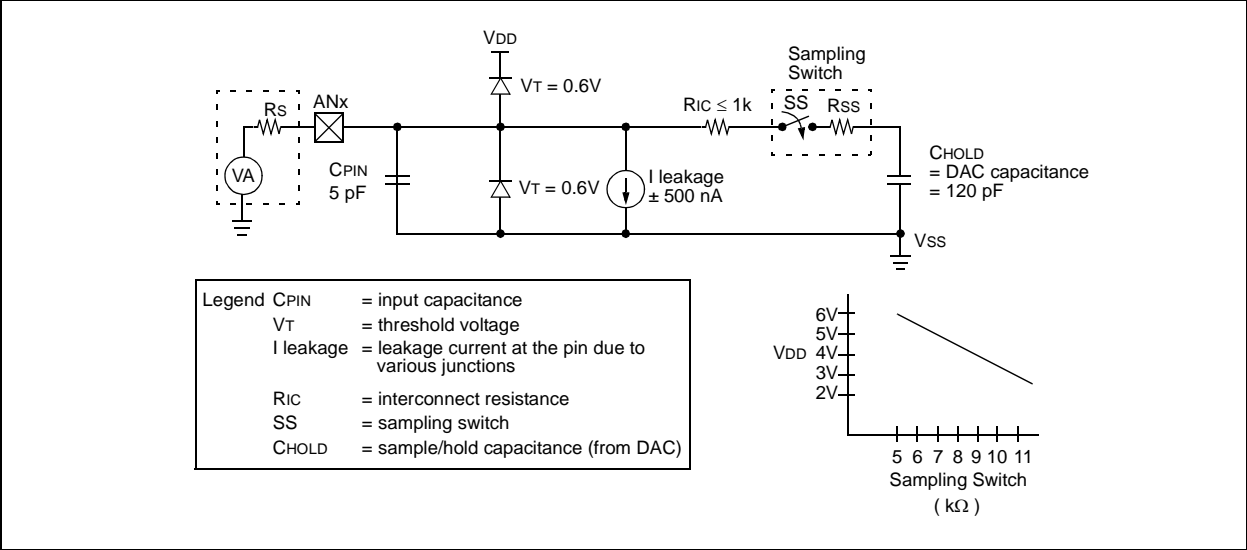 VDD
VT = 0.6V
Sampling
Switch
RS
ANx
RIC ≤ 1k
SS
RSS
VA
CPIN
5 pF
VT = 0.6V
I leakage
± 500 nA
CHOLD
= DAC capacitance
= 120 pF
VSS
Legend CPIN = input capacitance
VT = threshold voltage
I leakage = leakage current at the pin due to
various junctions
RIC = interconnect resistance
SS = sampling switch
CHOLD = sample/hold capacitance (from DAC)
6V
5V
VDD 4V
3V
2V
5 6 7 8 9 10 11
Sampling Switch
( kΩ )